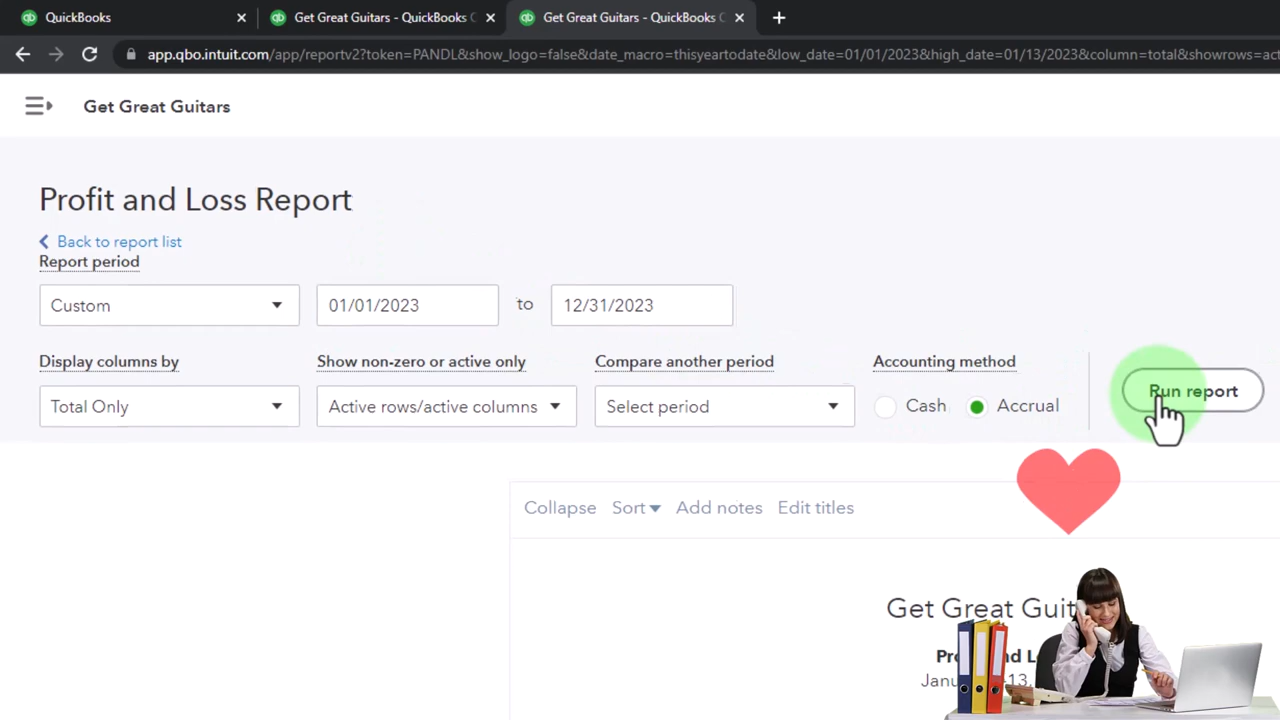 QuickBooks
Get Great Guitars - QuickBooks
Get Great Guitars - QuickBooks
app.qbo.intuit.com/app/reportv2?token=PANDL&show_logo=false&date_macro=thisyeartodate&low_date=01/01/2023&high_date=01/13/2023&column=total&showrows=ac
Get Great Guitars
Profit and Loss Report
Back to report list
Report period
Custom
01/01/2023
to
12/31/2023
Display columns by
Show non-zero or active only
Compare another period
Accounting method
Total Only
Active rows/active columns
Select period
Cash
Accrual
Run report
Collapse
Sort
Add notes
Edit titles
Get Great Guit